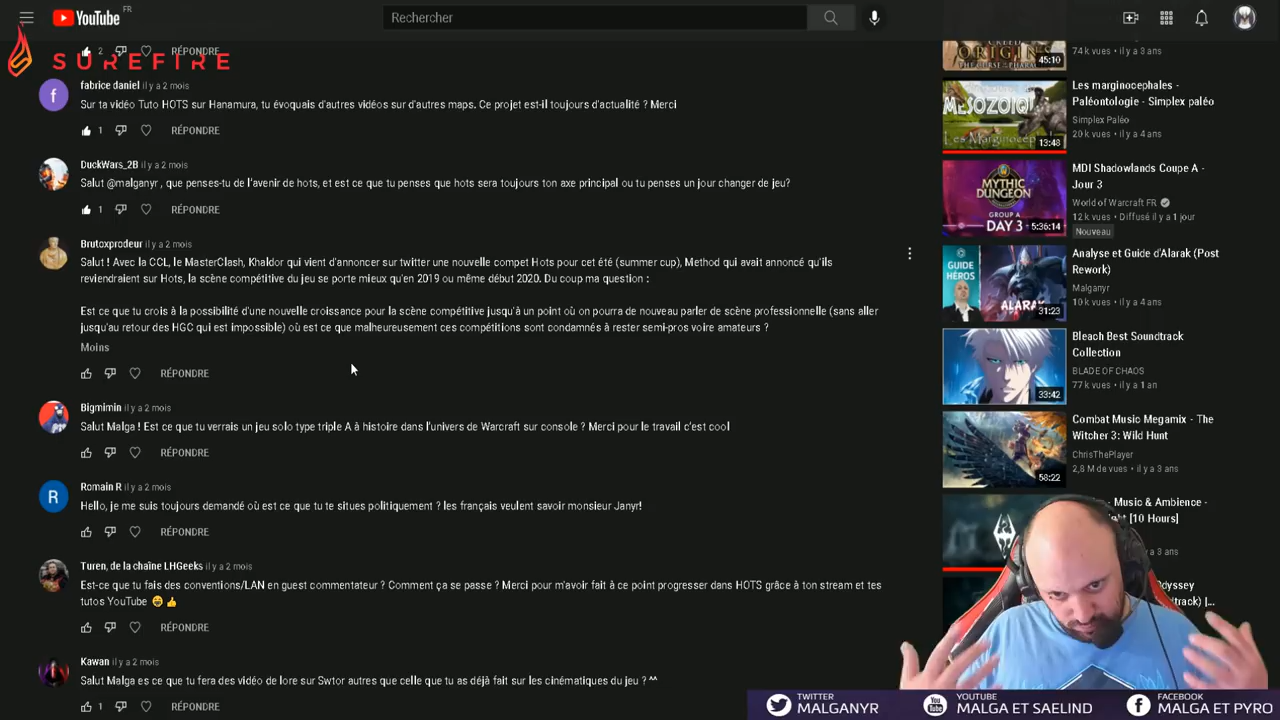 YouTube FR
Rechercher
SUREFIRE
2 RÉPONDRE
fabrice daniel il y a 2 mois
Sur ta vidéo Tuto HOTS sur Hanamura, tu évoquais d'autres vidéos sur d'autres maps. Ce projet est-il toujours d'actualité ? Merci
1 RÉPONDRE
DuckWars_2B il y a 2 mois
Salut @malganyr , que penses-tu de l'avenir de hots, et est ce que tu penses que hots sera toujours ton axe principal ou tu penses un jour changer de jeu?
1 RÉPONDRE
Brutoxprodeur il y a 2 mois
Salut ! Avec la CCL, le MasterClash, Khaldor qui vient d'annoncer sur twitter une nouvelle compet Hots pour cet été (summer cup), Method qui avait annoncé qu'ils
reviendraient sur Hots, la scène compétitive du jeu se porte mieux qu'en 2019 ou même début 2020. Du coup ma question :
Est ce que tu crois à la possibilité d'une nouvelle croissance pour la scène compétitive jusqu'à un point où on pourra de nouveau parler de scène professionnelle (sans aller
jusqu'au retour des HGC qui est impossible) où est ce que malheureusement ces compétitions sont condamnés à rester semi-pros voire amateurs ?
Moins
RÉPONDRE
Bigmimin il y a 2 mois
Salut Malga ! Est ce que tu verrais un jeu solo type triple A à histoire dans l'univers de Warcraft sur console ? Merci pour le travail c'est cool
RÉPONDRE
Romain R il y a 2 mois
R
Hello, je me suis toujours demandé où est ce que tu te situes politiquement ? les français veulent savoir monsieur Janyr!
RÉPONDRE
Turen, de la chaîne LHGeeks il y a 2 mois
Est-ce que tu fais des conventions/LAN en guest commentateur ? Comment ça se passe ? Merci pour m'avoir fait à ce point progresser dans HOTS grâce à ton stream et tes
tutos YouTube 😁👍
RÉPONDRE
Kawan il y a 2 mois
Salut Malga es ce que tu fera des vidéo de lore sur Swtor autres que celle que tu as déjà fait sur les cinématiques du jeu ? ^^
1 RÉPONDRE
ORIGINS
45:10
74 k vues • il y a 3 ans
Les marginocephales -
Paléontologie - Simplex paléo
Simplex Paléo
20 k vues • il y a 4 ans
MESOZOIQUE
Les Marginocephales
13:48
MDI Shadowlands Coupe A -
Jour 3
World of Warcraft FR
12 k vues • Diffusé il y a 1 jour
Nouveau
MYTHIC
DUNGEON
GROUP A
DAY 3
5:36:14
Analyse et Guide d'Alarak (Post
Rework)
Malganyr
19 k vues • il y a 4 ans
GUIDE
HÉROS
ALARAK
31:23
Bleach Best Soundtrack
Collection
BLADE OF CHAOS
77 k vues • il y a 1 an
33:42
Combat Music Megamix - The
Witcher 3: Wild Hunt
ChrisThePlayer
2,8 M de vues • il y a 3 ans
58:22
- Music & Ambience -
[10 Hours]
a 3 ans
TWITTER
MALGANYR
YOUTUBE
MALGA ET SAELIND
FACEBOOK
MALGA ET PYRO